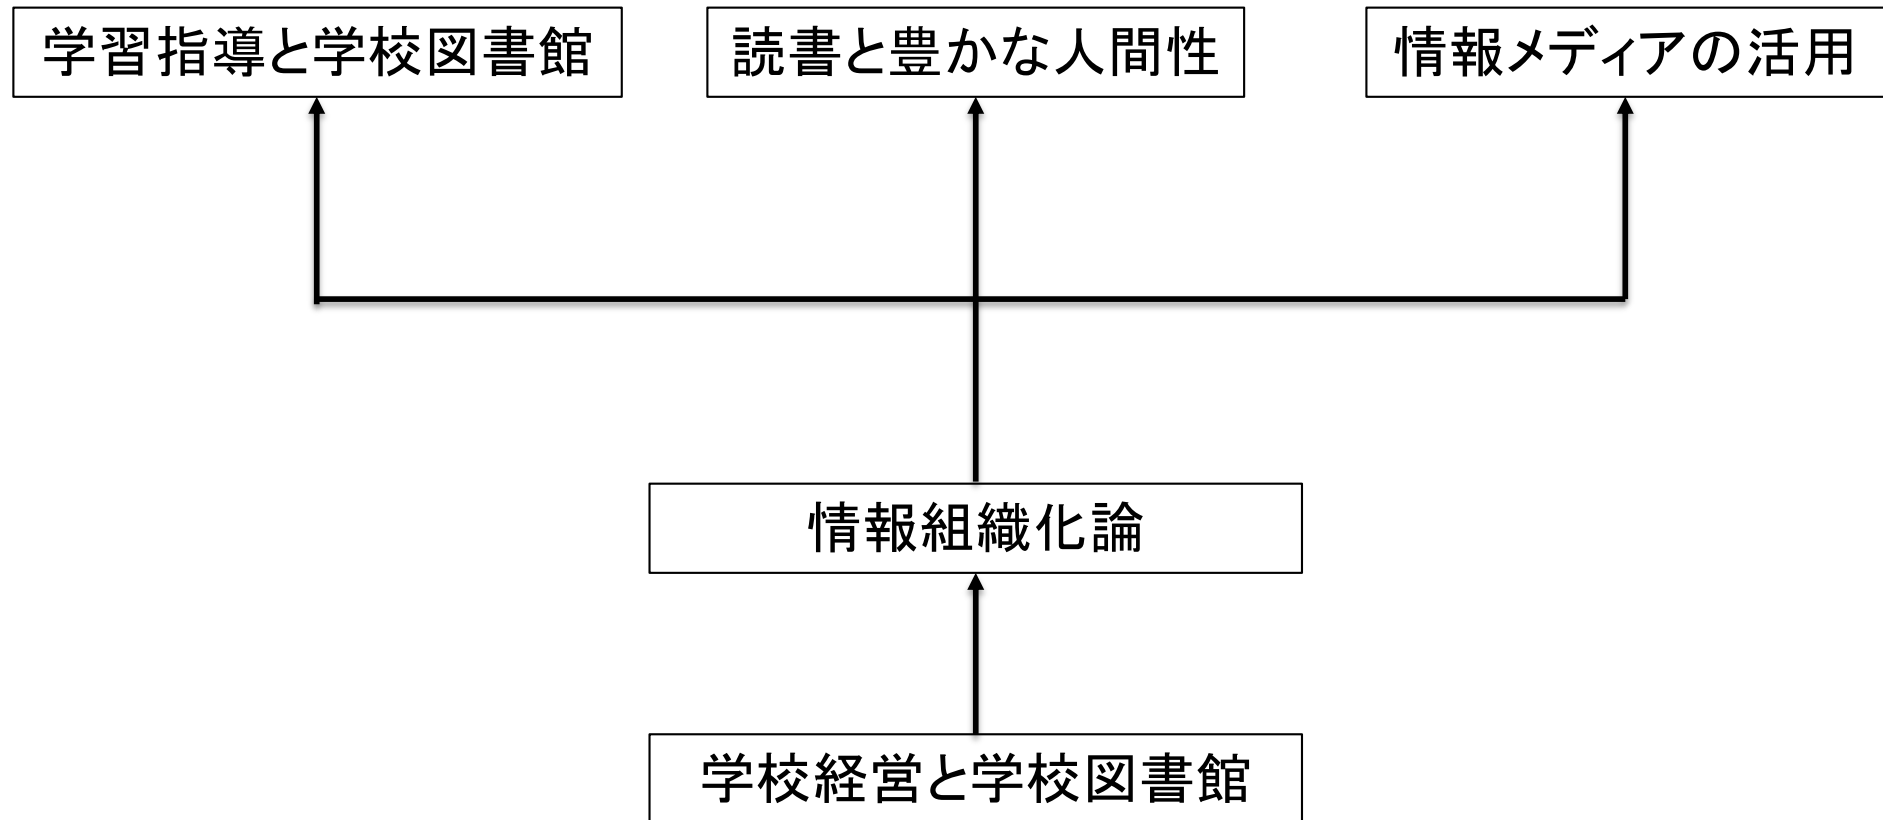 学習指導と学校図書館
読書と豊かな人間性
情報メディアの活用
情報組織化論
学校経営と学校図書館